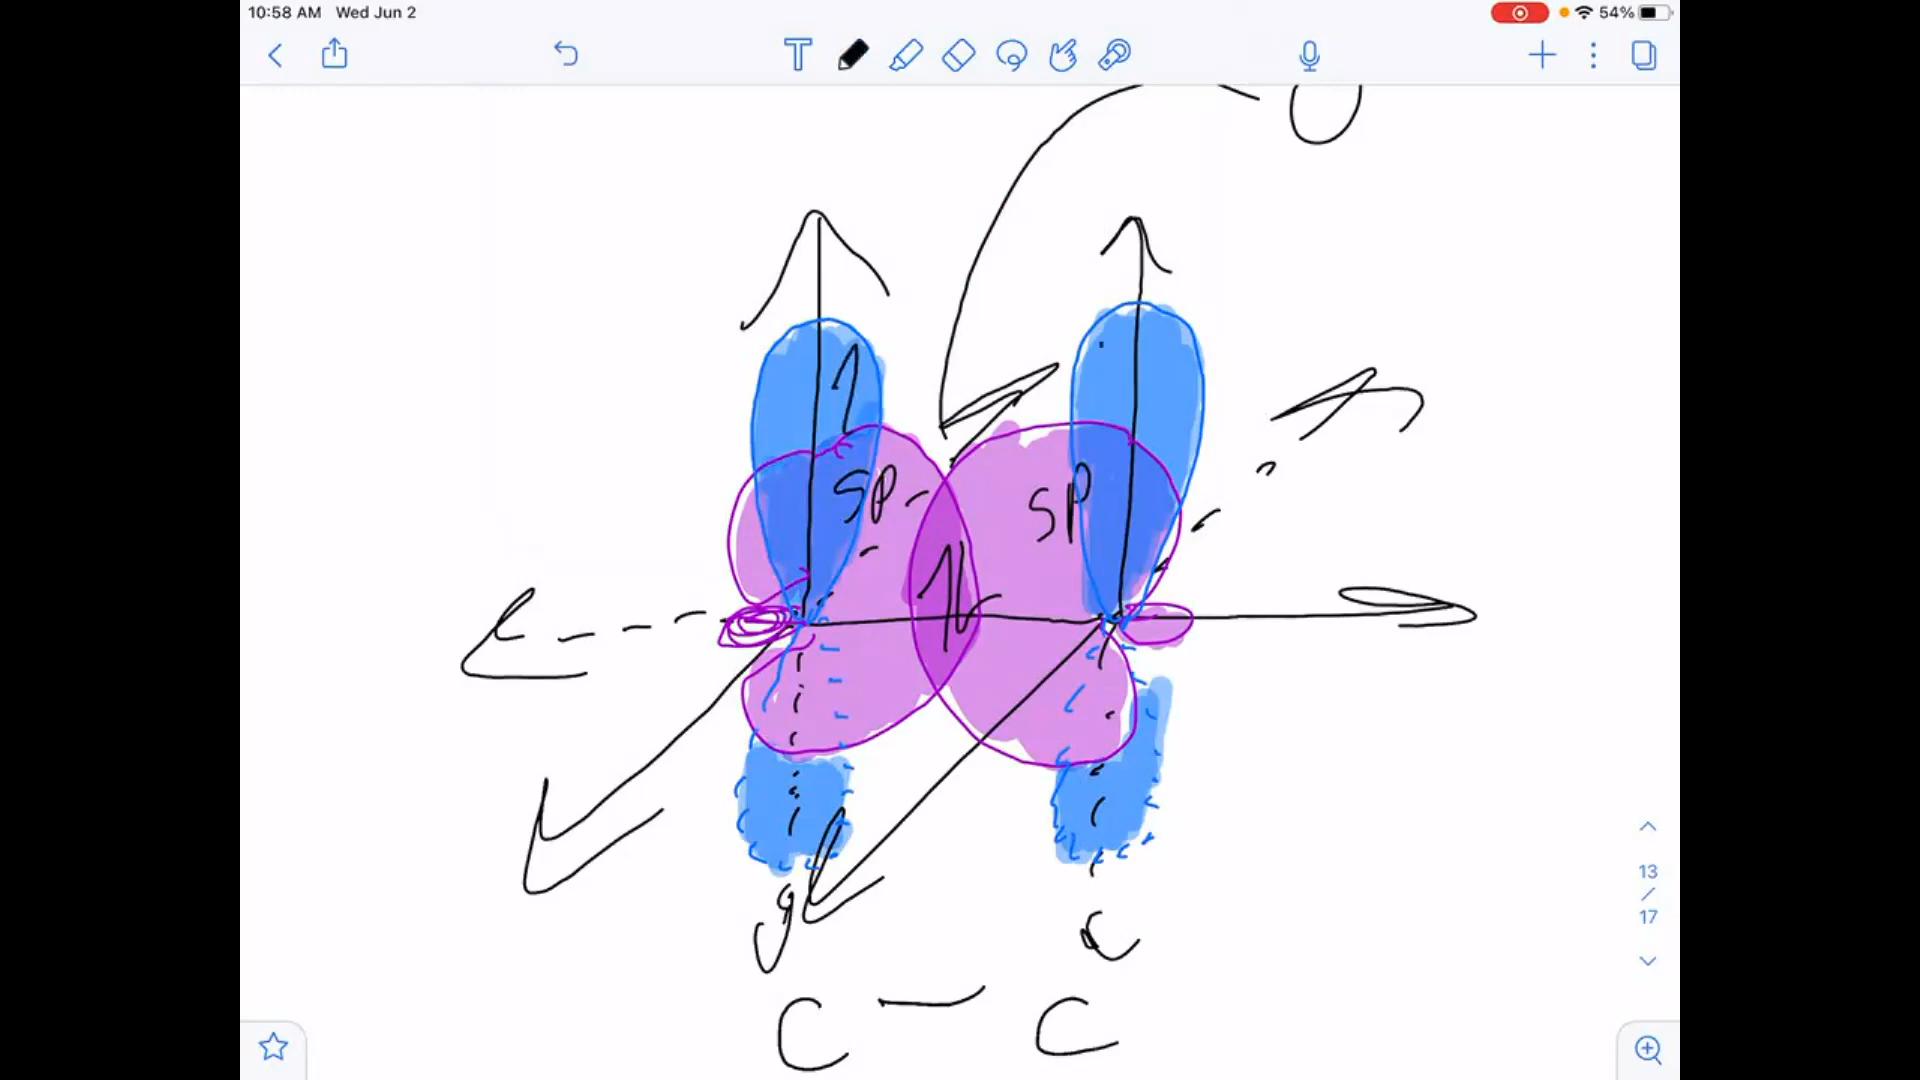 10:58 AM Wed Jun 2
54%
T
SP
SP
13
/
17
C — C